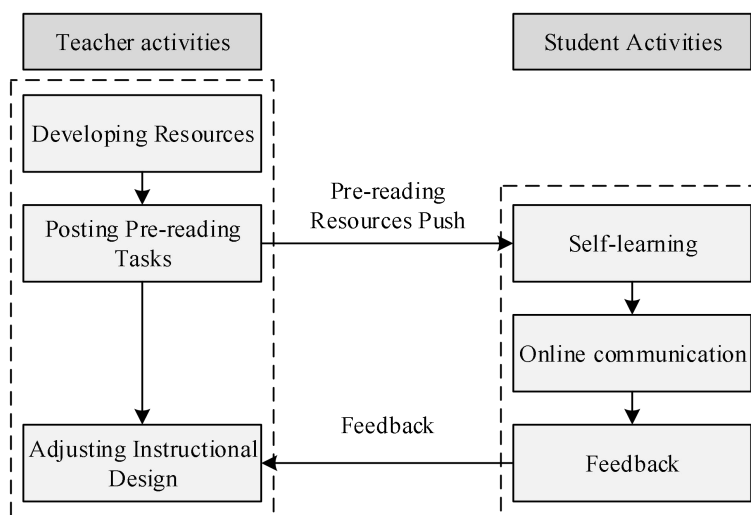 Teacher activities
Student Activities
Developing Resources
Posting Pre-reading
Tasks
Pre-reading
Resources Push
Self-learning
Online communication
Adjusting Instructional
Design
Feedback
Feedback